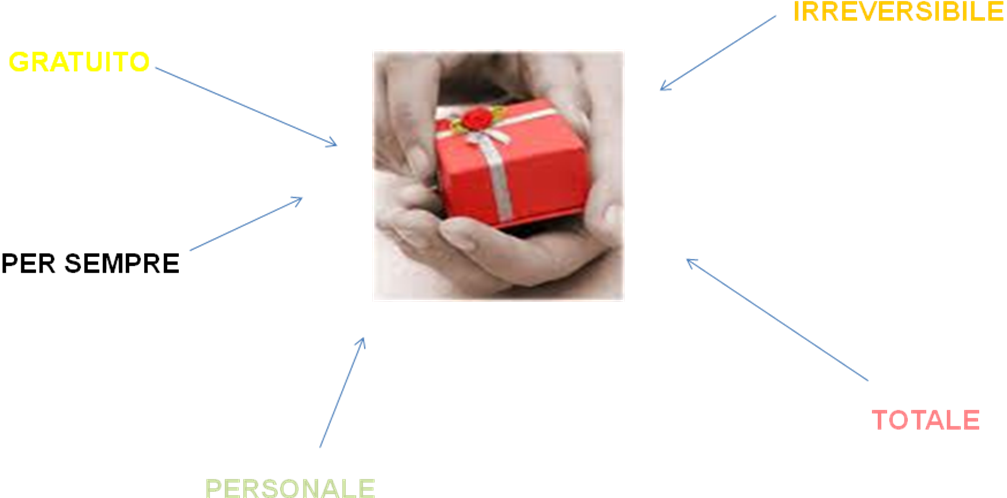 IRREVERSIBILE
GRATUITO
PER SEMPRE
TOTALE
PERSONALE